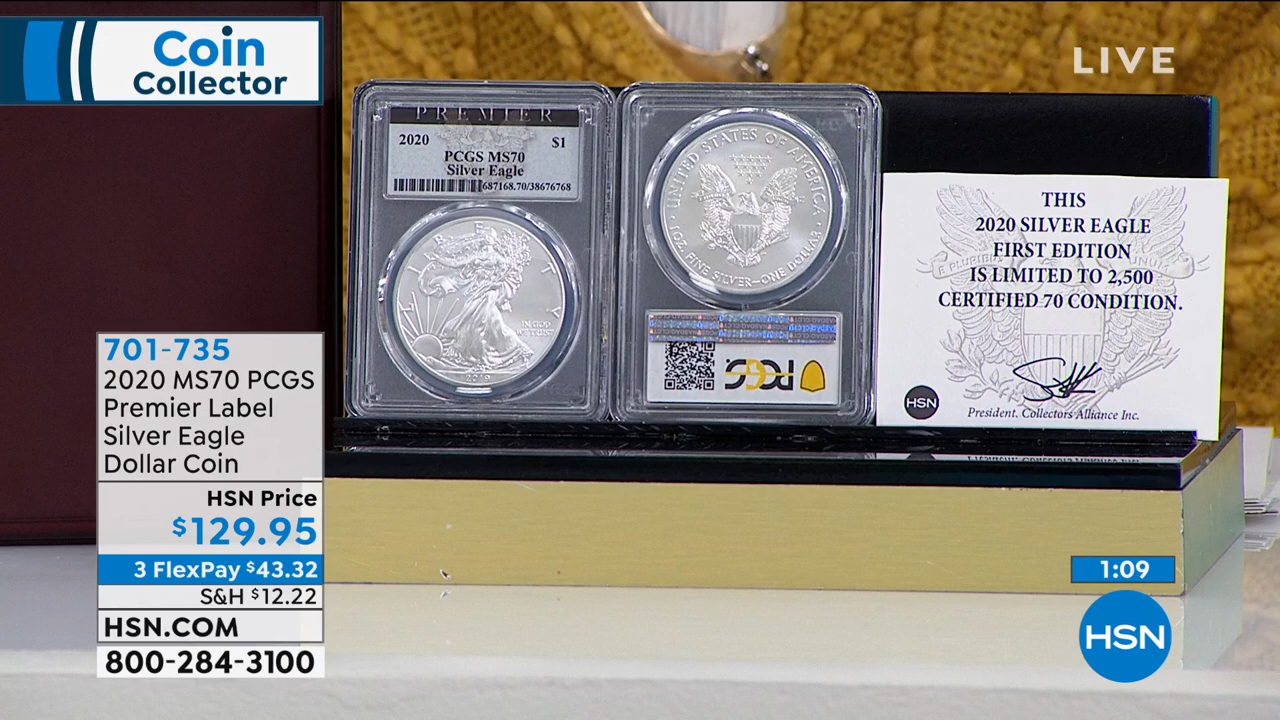 Coin
Collector
LIVE
PREMIER
2020 $1
PCGS MS70
Silver Eagle
687168.70/38676768
LIBERTY
IN GOD
WE TRUST
UNITED STATES OF AMERICA
1 OZ. FINE SILVER—ONE DOLLAR
PCGS
THIS
2020 SILVER EAGLE
FIRST EDITION
IS LIMITED TO 2,500
CERTIFIED 70 CONDITION.
E PLURIBUS UNUM
HSN
President. Collectors Alliance Inc.
701-735
2020 MS70 PCGS
Premier Label
Silver Eagle
Dollar Coin
HSN Price
$129.95
3 FlexPay $43.32
S&H $12.22
HSN.COM
800-284-3100
1:09
HSN